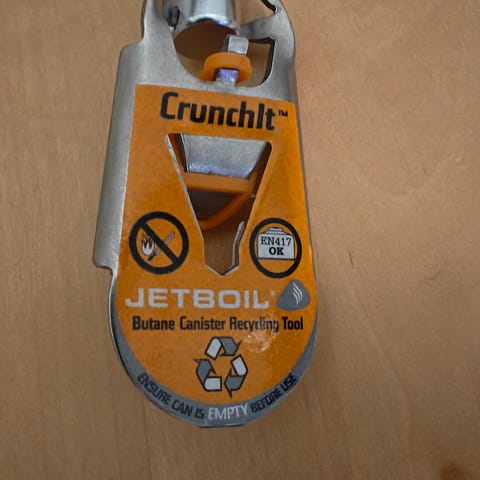 CrunchIt™
EN417
OK
JETBOIL
Butane Canister Recycling Tool
ENSURE CAN IS EMPTY BEFORE USE